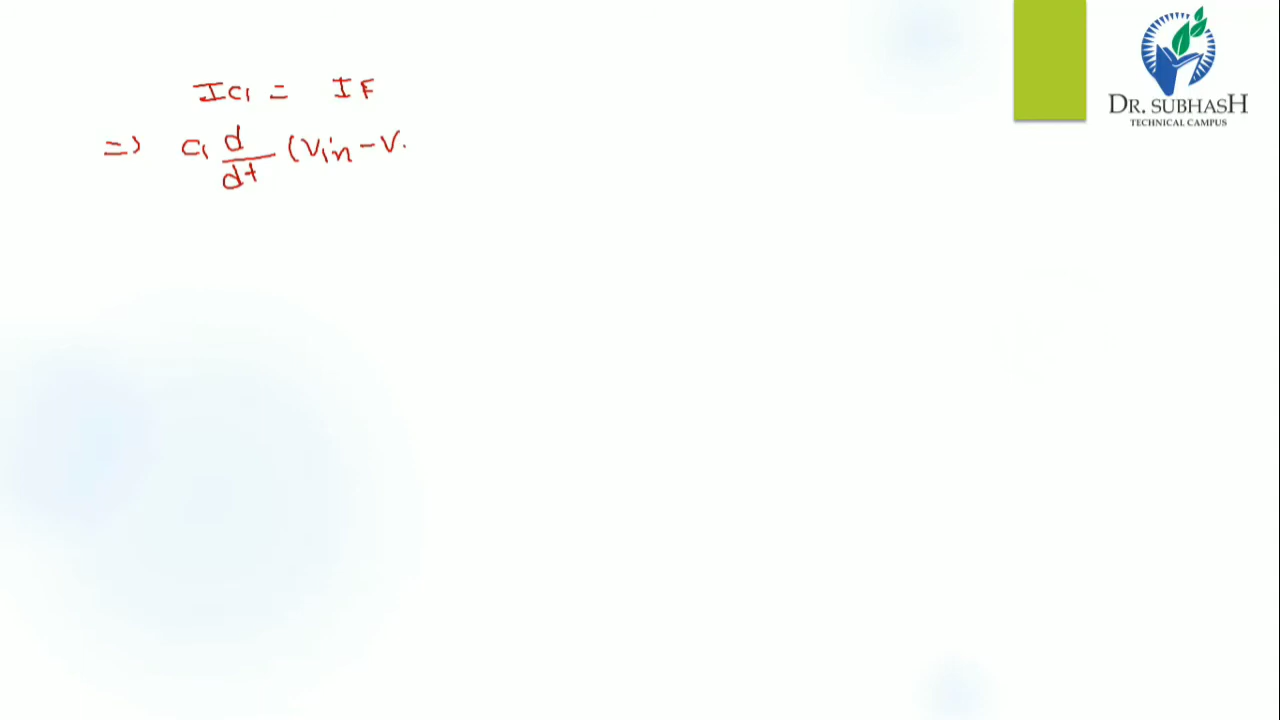 IC1 = IF
=> C1 d/dt (Vin - V.
DR. SUBHASH
TECHNICAL CAMPUS